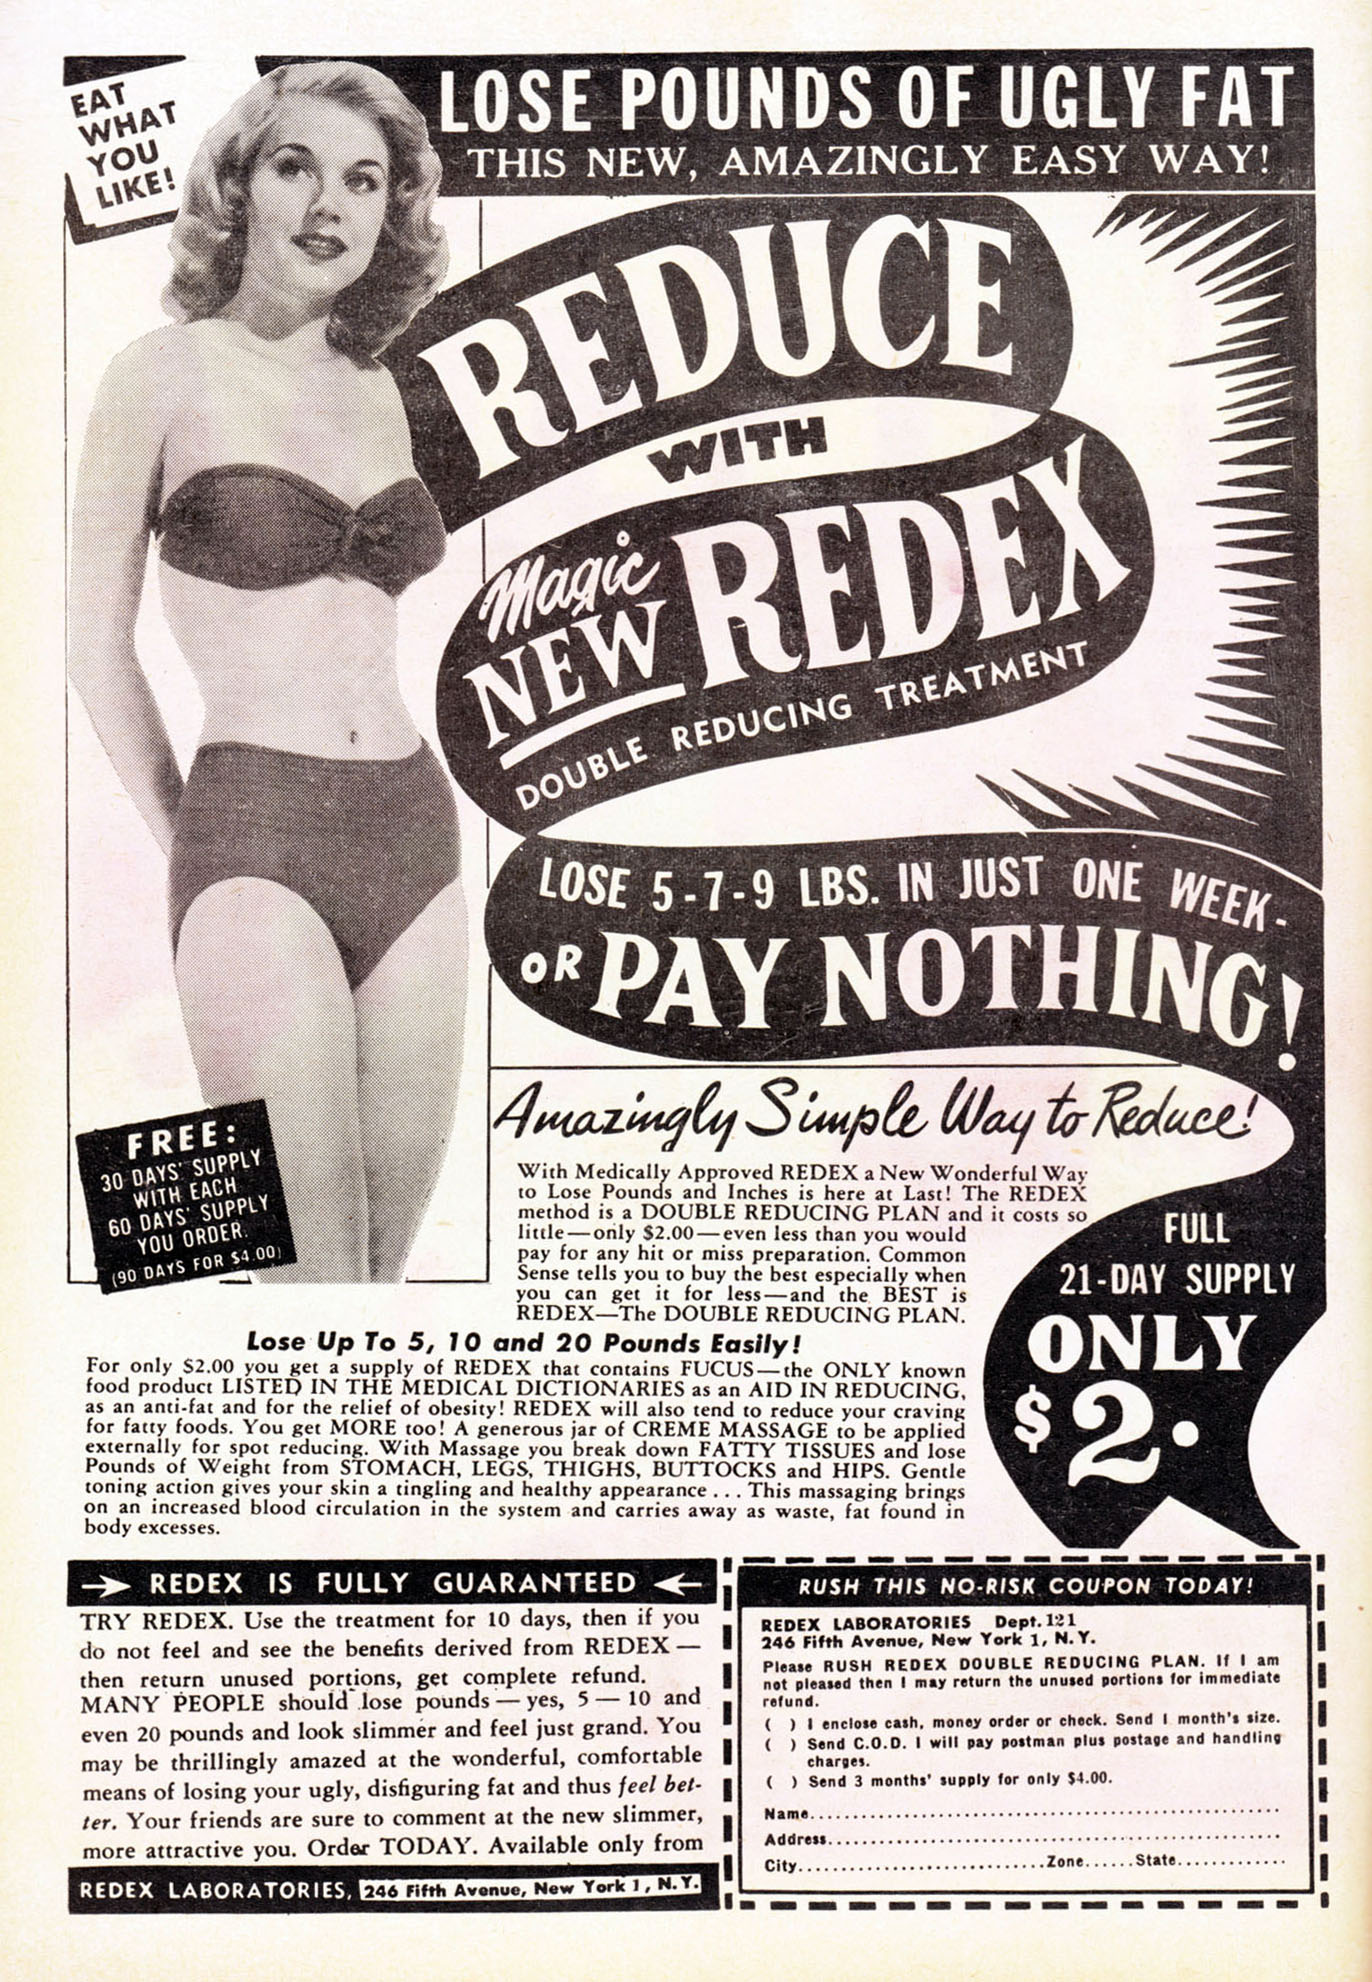 EAT
WHAT
YOU
LIKE!
LOSE POUNDS OF UGLY FAT
THIS NEW, AMAZINGLY EASY WAY!
REDUCE
WITH
Magic
NEW REDEX
DOUBLE REDUCING TREATMENT
LOSE 5-7-9 LBS. IN JUST ONE WEEK-
OR PAY NOTHING!
Amazingly Simple Way to Reduce!
With Medically Approved REDEX a New Wonderful Way
to Lose Pounds and Inches is here at Last! The REDEX
method is a DOUBLE REDUCING PLAN and it costs so
little—only $2.00—even less than you would
pay for any hit or miss preparation. Common
Sense tells you to buy the best especially when
you can get it for less—and the BEST is
REDEX—The DOUBLE REDUCING PLAN.
FULL
21-DAY SUPPLY
ONLY
$2.
FREE:
30 DAYS' SUPPLY
WITH EACH
60 DAYS' SUPPLY
YOU ORDER.
(90 DAYS FOR $4.00)
Lose Up To 5, 10 and 20 Pounds Easily!
For only $2.00 you get a supply of REDEX that contains FUCUS—the ONLY known
food product LISTED IN THE MEDICAL DICTIONARIES as an AID IN REDUCING,
as an anti-fat and for the relief of obesity! REDEX will also tend to reduce your craving
for fatty foods. You get MORE too! A generous jar of CREME MASSAGE to be applied
externally for spot reducing. With Massage you break down FATTY TISSUES and lose
Pounds of Weight from STOMACH, LEGS, THIGHS, BUTTOCKS and HIPS. Gentle
toning action gives your skin a tingling and healthy appearance . . . This massaging brings
on an increased blood circulation in the system and carries away as waste, fat found in
body excesses.
REDEX IS FULLY GUARANTEED
TRY REDEX. Use the treatment for 10 days, then if you
do not feel and see the benefits derived from REDEX —
then return unused portions, get complete refund.
MANY PEOPLE should lose pounds — yes, 5 — 10 and
even 20 pounds and look slimmer and feel just grand. You
may be thrillingly amazed at the wonderful, comfortable
means of losing your ugly, disfiguring fat and thus feel bet-
ter. Your friends are sure to comment at the new slimmer,
more attractive you. Order TODAY. Available only from
REDEX LABORATORIES, 246 Fifth Avenue, New York 1, N.Y.
RUSH THIS NO-RISK COUPON TODAY!
REDEX LABORATORIES Dept. 121
246 Fifth Avenue, New York 1, N.Y.
Please RUSH REDEX DOUBLE REDUCING PLAN. If I am
not pleased then I may return the unused portions for immediate
refund.
( ) I enclose cash, money order or check. Send 1 month's size.
( ) Send C.O.D. I will pay postman plus postage and handling
charges.
( ) Send 3 months' supply for only $4.00.
Name
Address
City Zone State